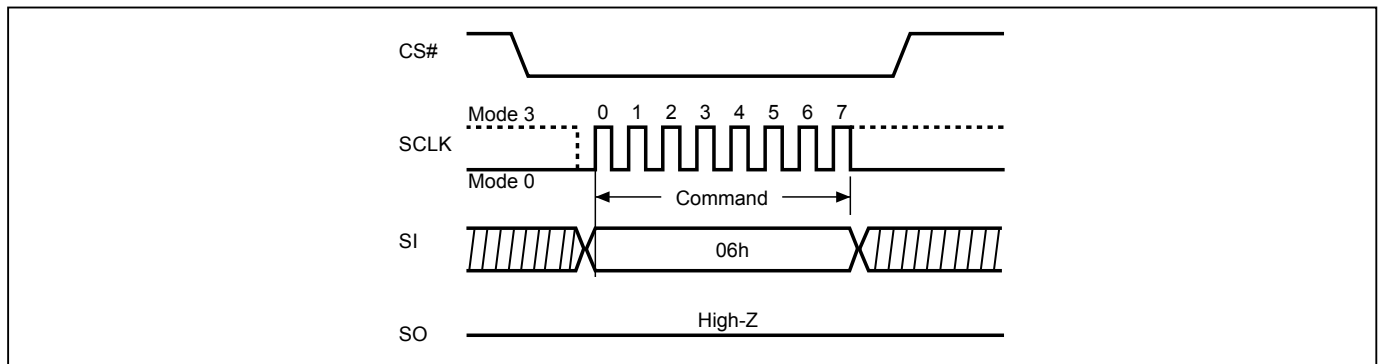 CS#
Mode 3
0 1 2 3 4 5 6 7
SCLK
Mode 0
Command
SI
06h
High-Z
SO